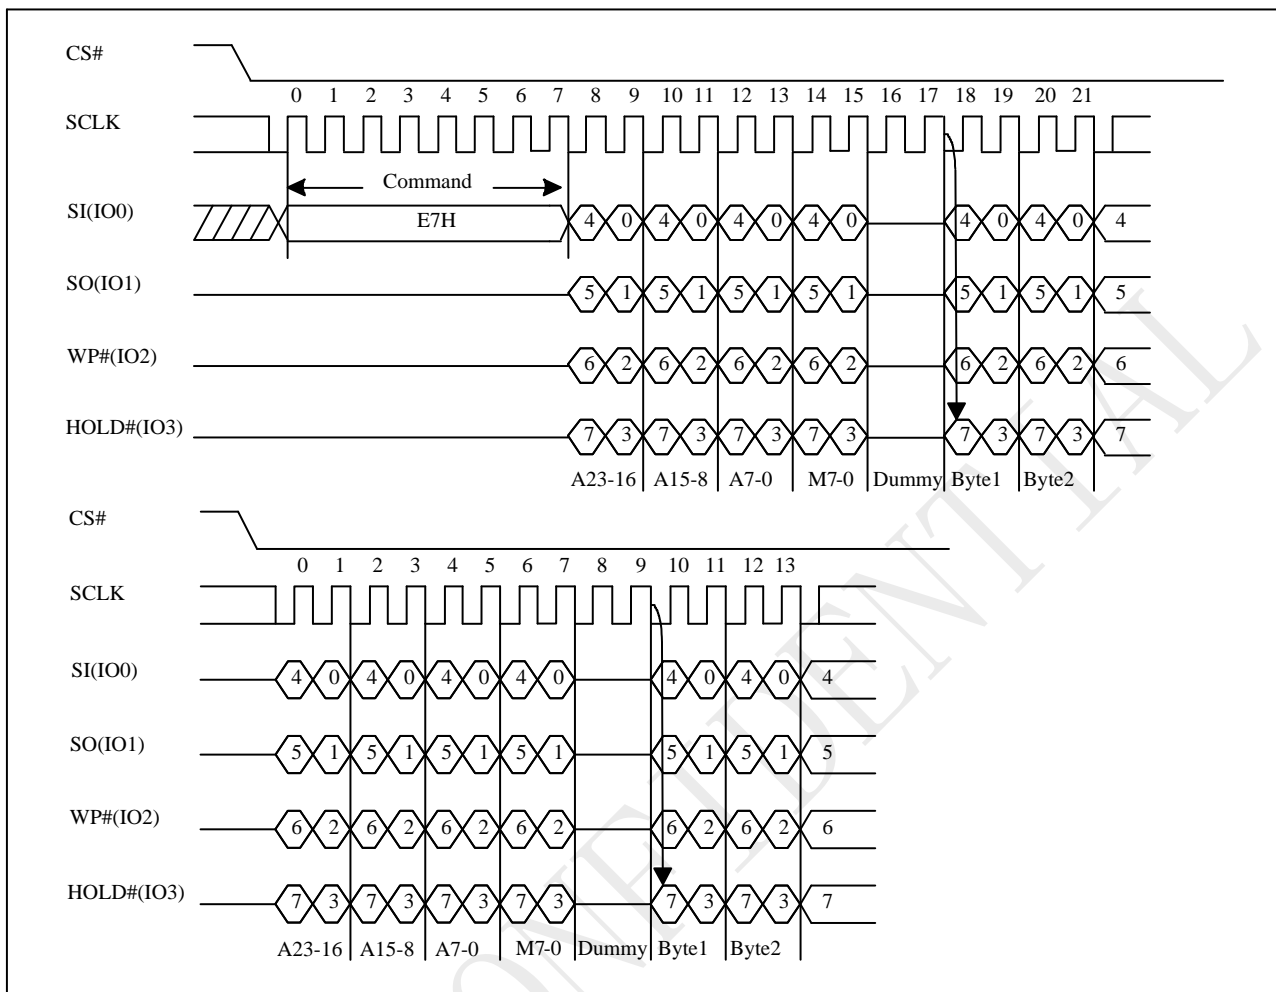 CS#
0 1 2 3 4 5 6 7 8 9 10 11 12 13 14 15 16 17 18 19 20 21
SCLK
Command
SI(IO0) E7H 4 0 4 0 4 0 4 0 4 0 4 0 4
SO(IO1) 5 1 5 1 5 1 5 1 5 1 5 1 5
WP#(IO2) 6 2 6 2 6 2 6 2 6 2 6 2 6
HOLD#(IO3) 7 3 7 3 7 3 7 3 7 3 7 3 7
A23-16 A15-8 A7-0 M7-0 Dummy Byte1 Byte2
CS#
0 1 2 3 4 5 6 7 8 9 10 11 12 13
SCLK
SI(IO0) 4 0 4 0 4 0 4 0 4 0 4 0 4
SO(IO1) 5 1 5 1 5 1 5 1 5 1 5 1 5
WP#(IO2) 6 2 6 2 6 2 6 2 6 2 6 2 6
HOLD#(IO3) 7 3 7 3 7 3 7 3 7 3 7 3 7
A23-16 A15-8 A7-0 M7-0 Dummy Byte1 Byte2
ONFIDENTIAL